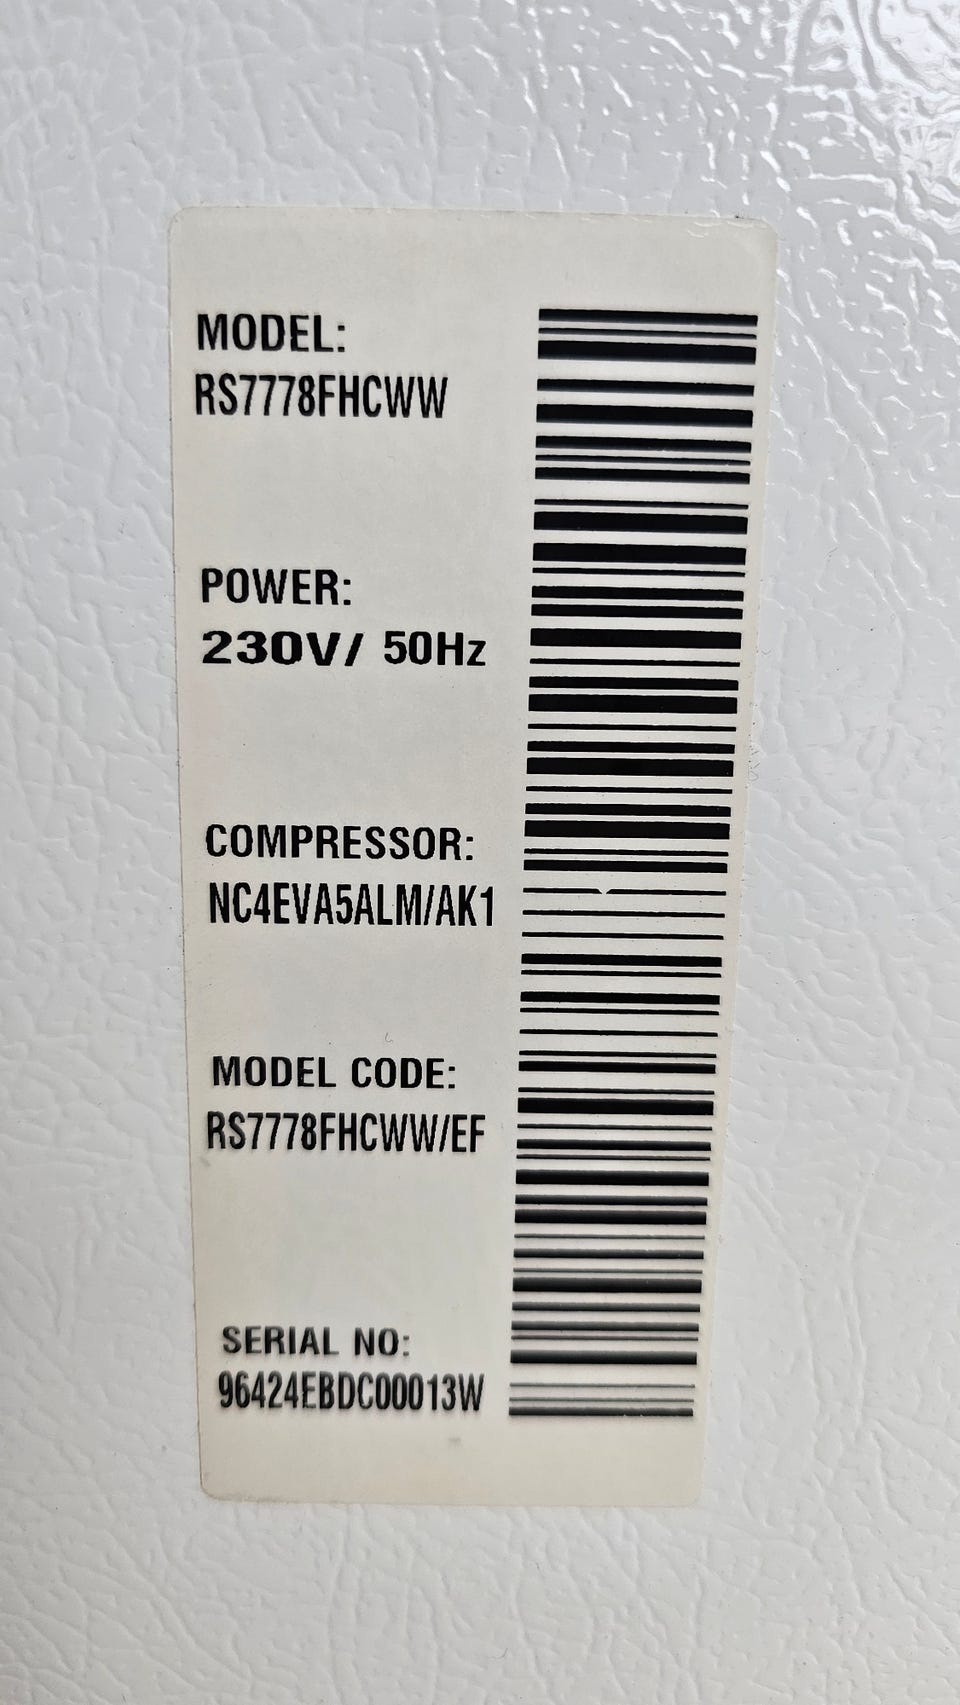 MODEL:
RS7778FHCWW
POWER:
230V/ 50Hz
COMPRESSOR:
NC4EVA5ALM/AK1
MODEL CODE:
RS7778FHCWW/EF
SERIAL NO:
96424EBDC00013W